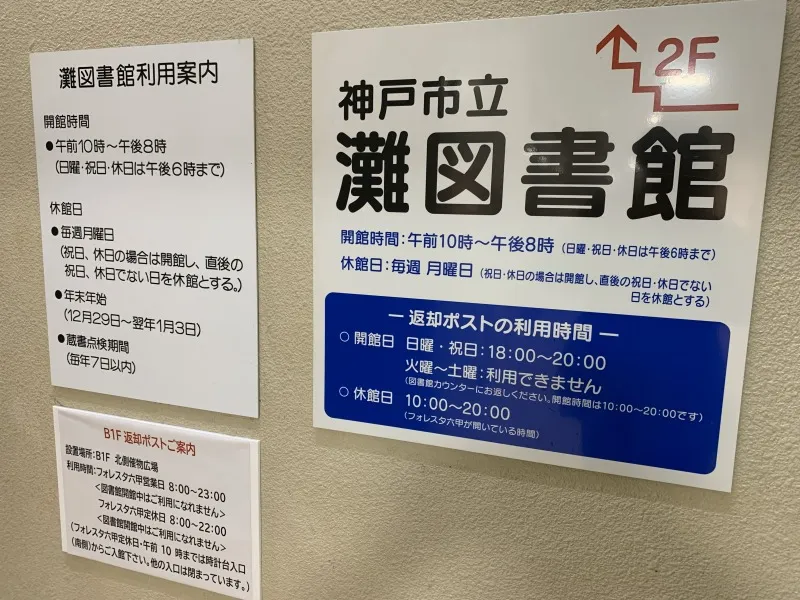 灘図書館利用案内
開館時間
●午前10時～午後8時
(日曜・祝日・休日は午後6時まで)
休館日
●毎週月曜日
(祝日、休日の場合は開館し、直後の
祝日、休日でない日を休館とする。)
●年末年始
(12月29日～翌年1月3日)
●蔵書点検期間
(毎年7日以内)
B1F 返却ポストご案内
設置場所:B1F 北側催物広場
利用時間:フォレスタ六甲営業日 8:00～23:00
<図書館開館中はご利用になれません>
フォレスタ六甲定休日 8:00～22:00
<図書館開館中はご利用になれません>
(フォレスタ六甲定休日・午前 10 時までは時計台入口
(南側)からご入館下さい。他の入口は閉まっています。)
2F
神戸市立
灘図書館
開館時間:午前10時～午後8時 (日曜・祝日・休日は午後6時まで)
休館日:毎週 月曜日 (祝日・休日の場合は開館し、直後の祝日・休日でない
日を休館とする)
― 返却ポストの利用時間 ―
○ 開館日 日曜・祝日:18:00～20:00
火曜～土曜:利用できません
(図書館カウンターにお返しください。開館時間は10:00～20:00です)
○ 休館日 10:00～20:00
(フォレスタ六甲が開いている時間)